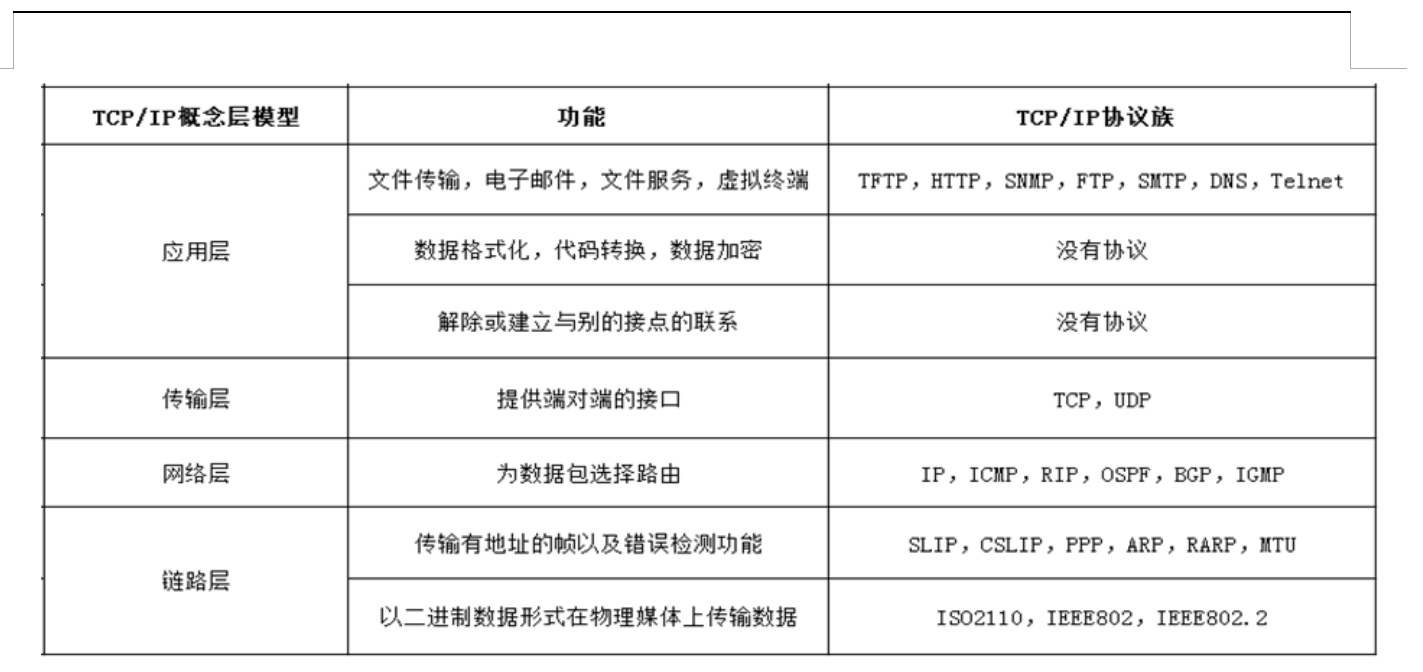 TCP/IP概念层模型 功能 TCP/IP协议族
文件传输，电子邮件，文件服务，虚拟终端 TFTP，HTTP，SNMP，FTP，SMTP，DNS，Telnet
应用层 数据格式化，代码转换，数据加密 没有协议
解除或建立与别的接点的联系 没有协议
传输层 提供端对端的接口 TCP，UDP
网络层 为数据包选择路由 IP，ICMP，RIP，OSPF，BGP，IGMP
传输有地址的帧以及错误检测功能 SLIP，CSLIP，PPP，ARP，RARP，MTU
链路层
以二进制数据形式在物理媒体上传输数据 ISO2110，IEEE802，IEEE802.2